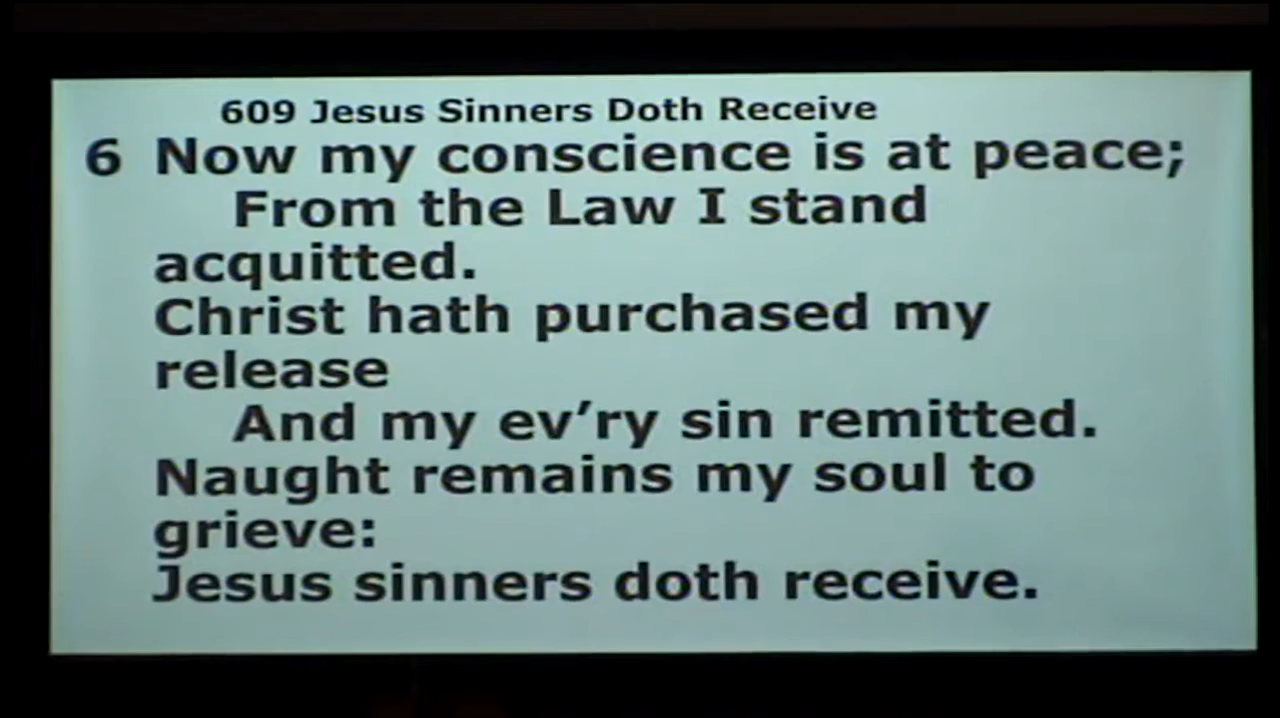 609 Jesus Sinners Doth Receive
6 Now my conscience is at peace;
From the Law I stand
acquitted.
Christ hath purchased my
release
And my ev’ry sin remitted.
Naught remains my soul to
grieve:
Jesus sinners doth receive.